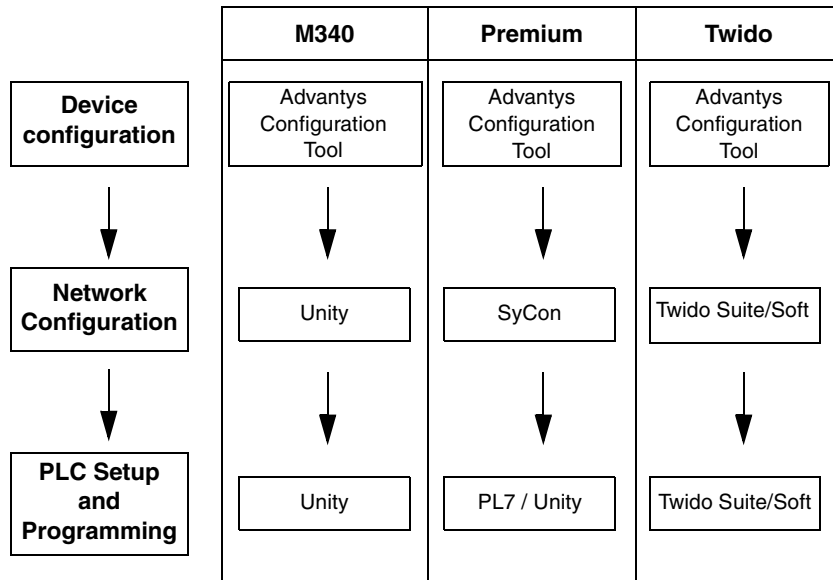 M340
Premium
Twido
Device
configuration
Advantys
Configuration
Tool
Advantys
Configuration
Tool
Advantys
Configuration
Tool
Network
Configuration
Unity
SyCon
Twido Suite/Soft
PLC Setup
and
Programming
Unity
PL7 / Unity
Twido Suite/Soft